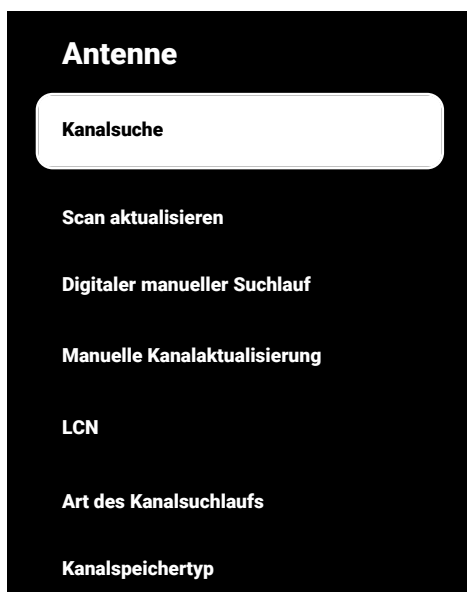 Antenne
Kanalsuche
Scan aktualisieren
Digitaler manueller Suchlauf
Manuelle Kanalaktualisierung
LCN
Art des Kanalsuchlaufs
Kanalspeichertyp